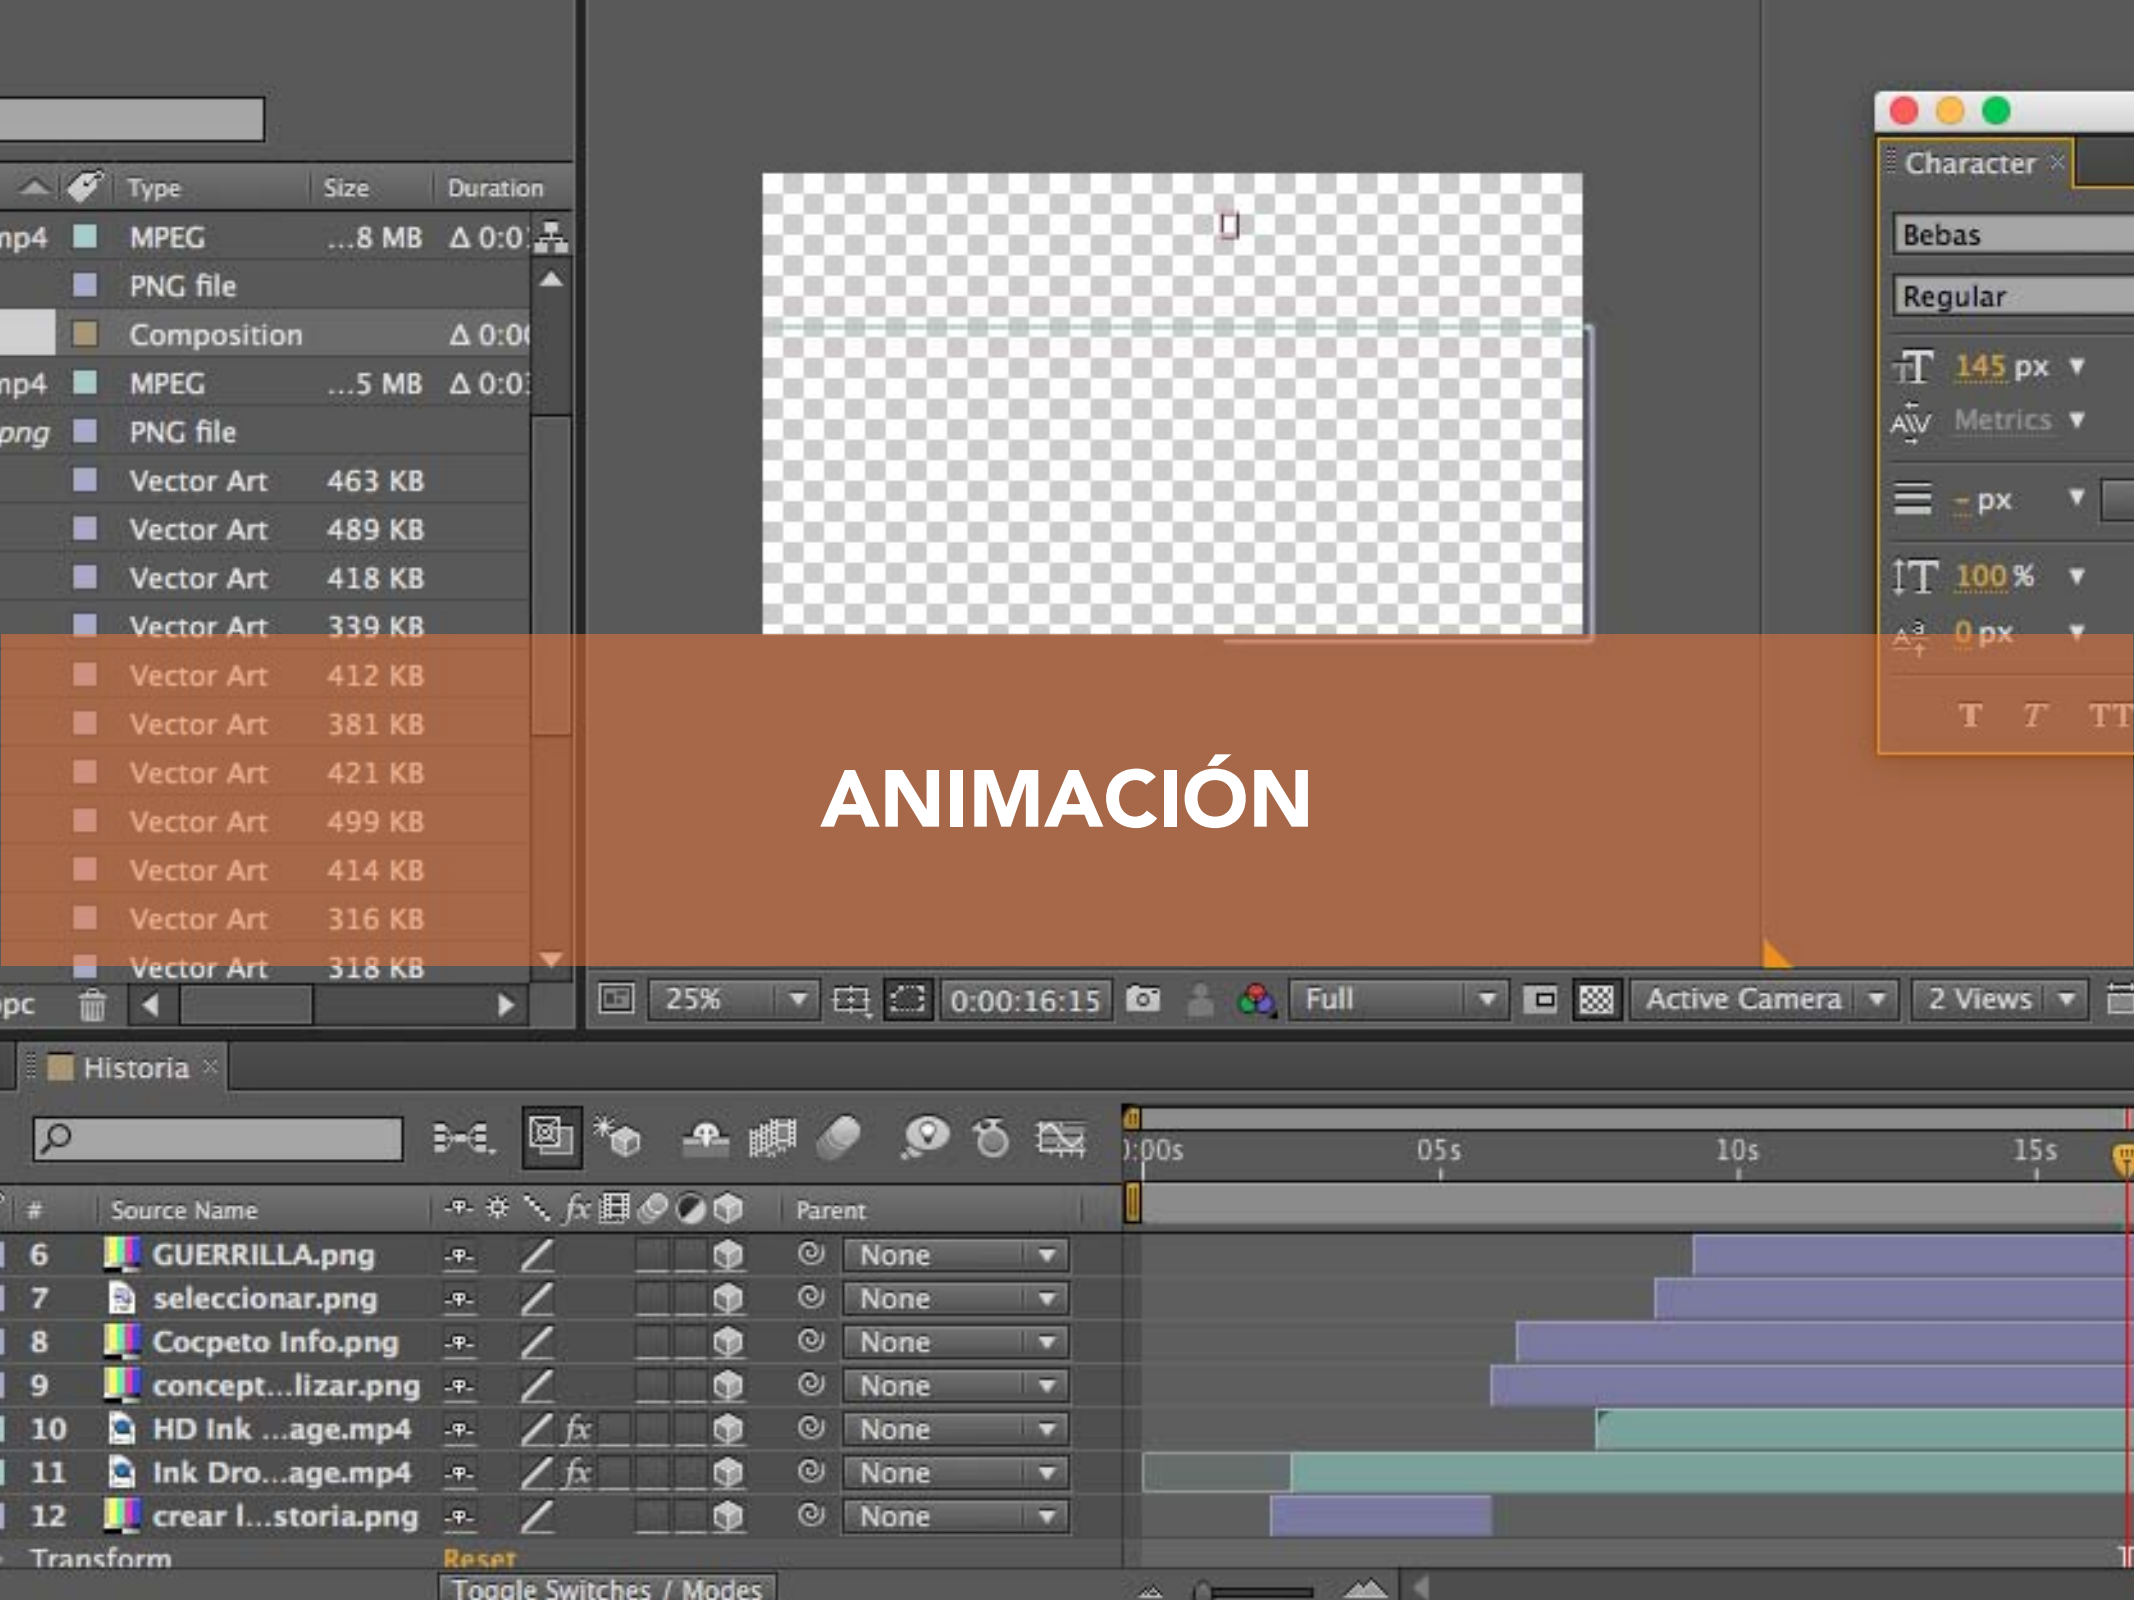 Type Size Duration
mp4 MPEG ...8 MB Δ 0:0
PNG file
Composition Δ 0:00
mp4 MPEG ...5 MB Δ 0:03
png PNG file
Vector Art 463 KB
Vector Art 489 KB
Vector Art 418 KB
Vector Art 339 KB
Vector Art 412 KB
Vector Art 381 KB
Vector Art 421 KB
Vector Art 499 KB
Vector Art 414 KB
Vector Art 316 KB
Vector Art 318 KB
bpc
Character ×
Bebas
Regular
145 px
Metrics
- px
100 %
0 px
T T TT
ANIMACIÓN
25% 0:00:16:15 Full Active Camera 2 Views
Historia ×
0:00s 05s 10s 15s
# Source Name fx Parent
6 GUERRILLA.png None
7 seleccionar.png None
8 Cocpeto Info.png None
9 concept...lizar.png None
10 HD Ink ...age.mp4 fx None
11 Ink Dro...age.mp4 fx None
12 crear l...storia.png None
Transform Reset
Toggle Switches / Modes